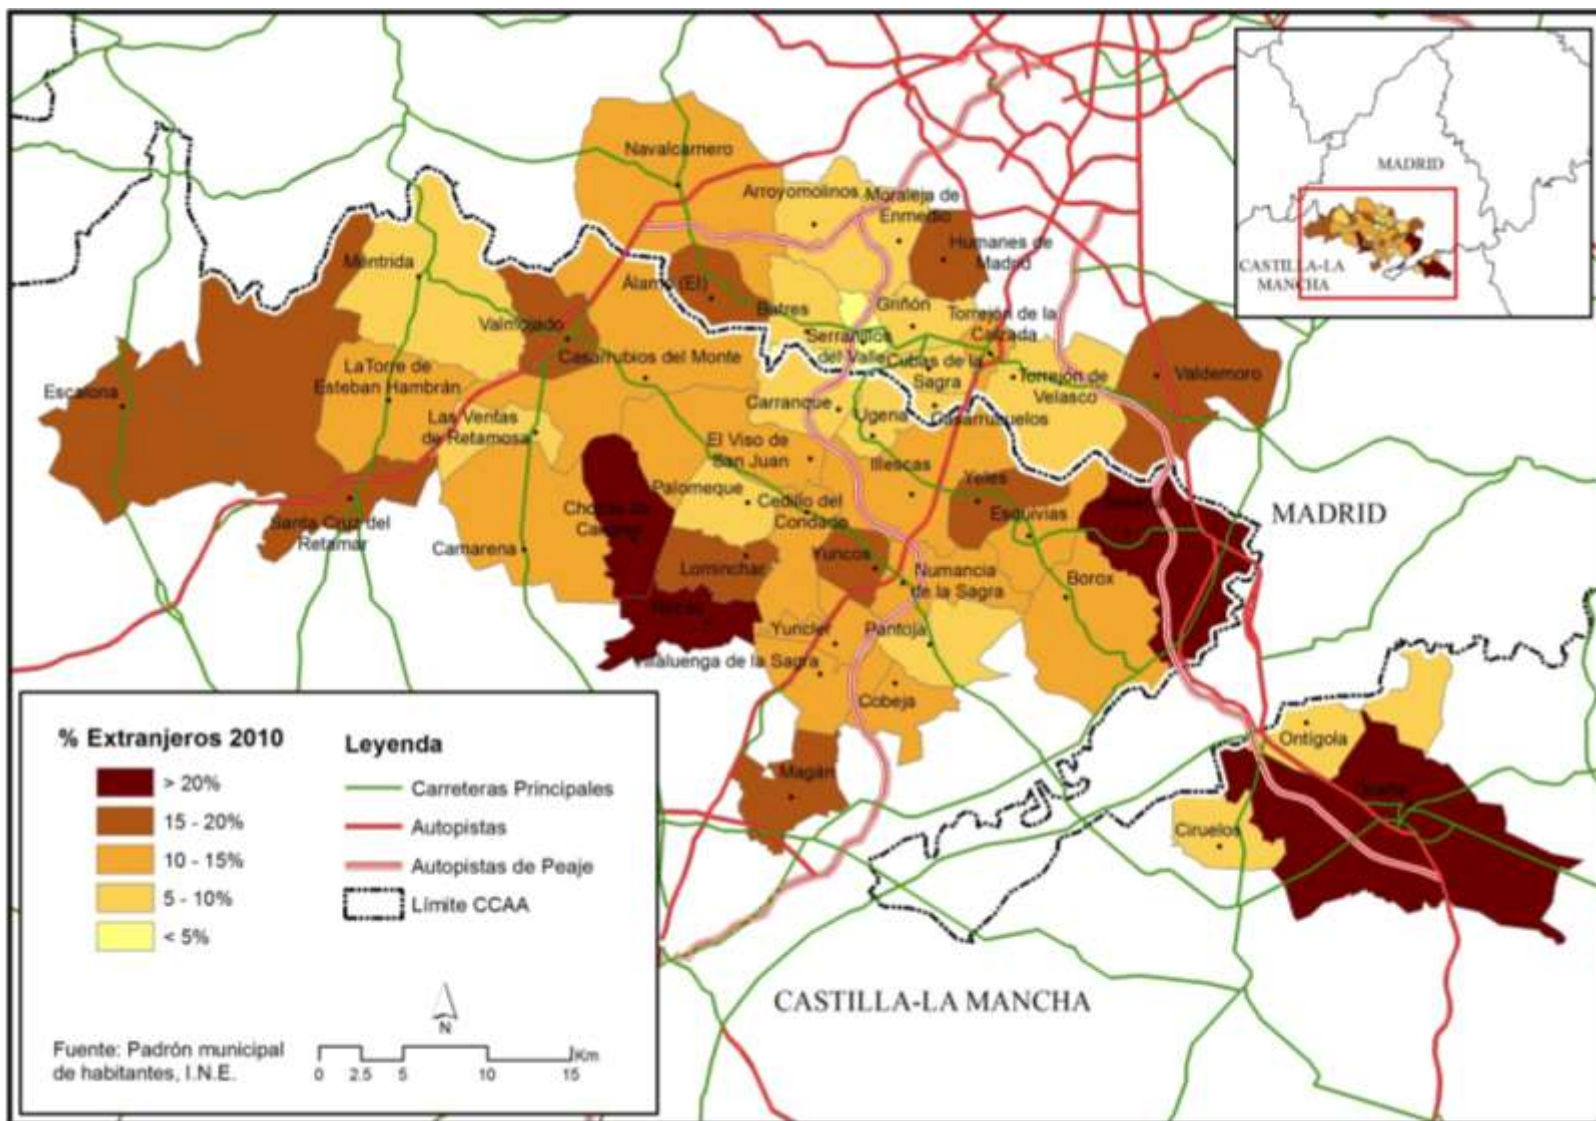 Navalcarnero
Arroyomolinos
Moraleja de
Enmedio
Humanes de
Madrid
MADRID
CASTILLA-LA
MANCHA
Méntrida
Álamo (El)
Batres
Griñón
Torrejón de la
Calzada
Valmojado
Serranillos
del Valle
Cubas de la
Sagra
Casarrubios del Monte
LaTorre de
Esteban Hambrán
Escalona
Torrejón de
Velasco
Valdemoro
Carranque
Ugena
Casarrubuelos
Las Ventas
de Retamosa
El Viso de
San Juan
Illescas
Yeles
Palomeque
Cedillo del
Condado
Esquivias
MADRID
Santa Cruz del
Retamar
Camarena
Chozas de
Lominchar
Yuncos
Numancia
de la Sagra
Borox
Yuncler
Pantoja
Villaluenga de la Sagra
Cobeja
Magán
Ontígola
Ciruelos
CASTILLA-LA MANCHA
% Extranjeros 2010
> 20%
15 - 20%
10 - 15%
5 - 10%
< 5%
Leyenda
Carreteras Principales
Autopistas
Autopistas de Peaje
Límite CCAA
N
Km
0 2.5 5 10 15
Fuente: Padrón municipal
de habitantes, I.N.E.